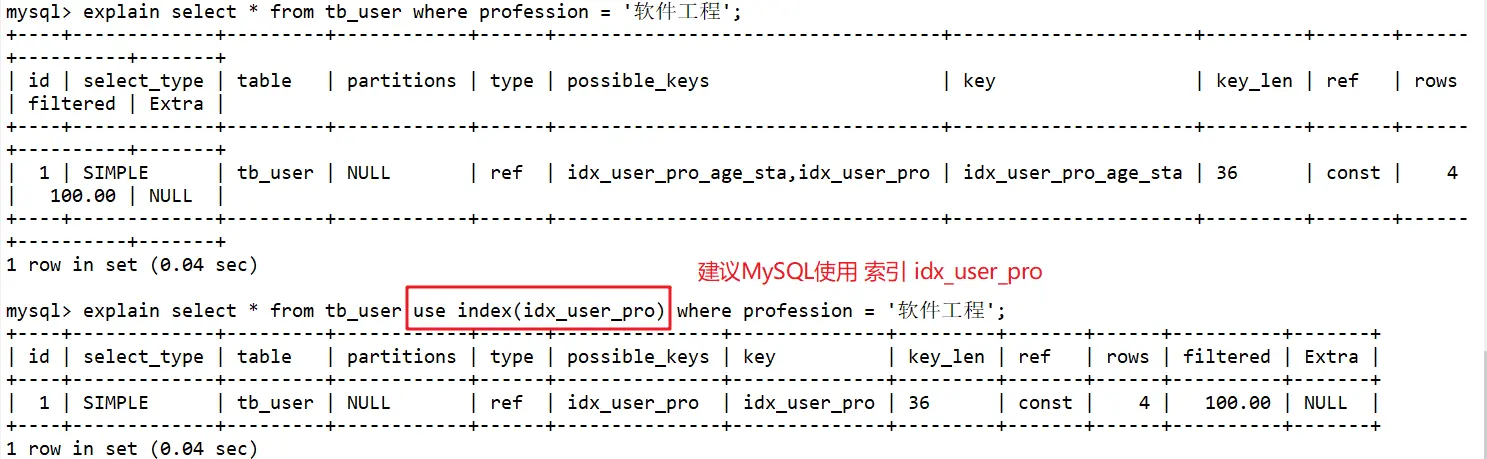 mysql> explain select * from tb_user where profession = '软件工程';
+----+-------------+---------+------------+------+----------------------------------+----------------------+---------+-------+------
+----------+-------+
| id | select_type | table   | partitions | type | possible_keys                    | key                  | key_len | ref   | rows
| filtered | Extra |
+----+-------------+---------+------------+------+----------------------------------+----------------------+---------+-------+------
+----------+-------+
|  1 | SIMPLE      | tb_user | NULL       | ref  | idx_user_pro_age_sta,idx_user_pro | idx_user_pro_age_sta | 36      | const |    4
|   100.00 | NULL  |
+----+-------------+---------+------------+------+----------------------------------+----------------------+---------+-------+------
+----------+-------+
1 row in set (0.04 sec)
建议MySQL使用 索引 idx_user_pro
mysql> explain select * from tb_user use index(idx_user_pro) where profession = '软件工程';
+----+-------------+---------+------------+------+---------------+--------------+---------+-------+------+----------+-------+
| id | select_type | table   | partitions | type | possible_keys | key          | key_len | ref   | rows | filtered | Extra |
+----+-------------+---------+------------+------+---------------+--------------+---------+-------+------+----------+-------+
|  1 | SIMPLE      | tb_user | NULL       | ref  | idx_user_pro  | idx_user_pro | 36      | const |    4 |   100.00 | NULL  |
+----+-------------+---------+------------+------+---------------+--------------+---------+-------+------+----------+-------+
1 row in set (0.04 sec)